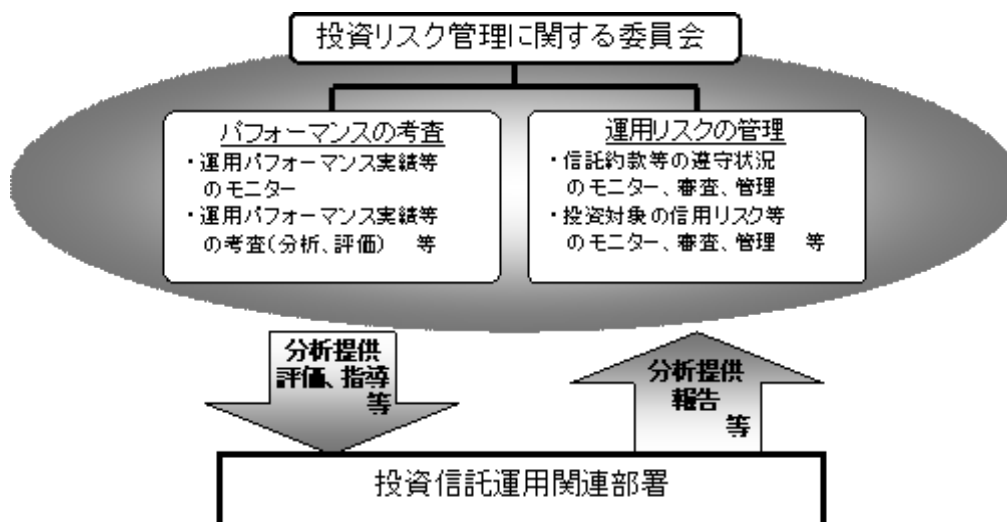 投資リスク管理に関する委員会
パフォーマンスの考査
・運用パフォーマンス実績等
のモニター
・運用パフォーマンス実績等
の考査(分析、評価) 等
運用リスクの管理
・信託約款等の遵守状況
のモニター、審査、管理
・投資対象の信用リスク等
のモニター、審査、管理 等
分析提供
評価、指導
等
分析提供
報告
等
投資信託運用関連部署